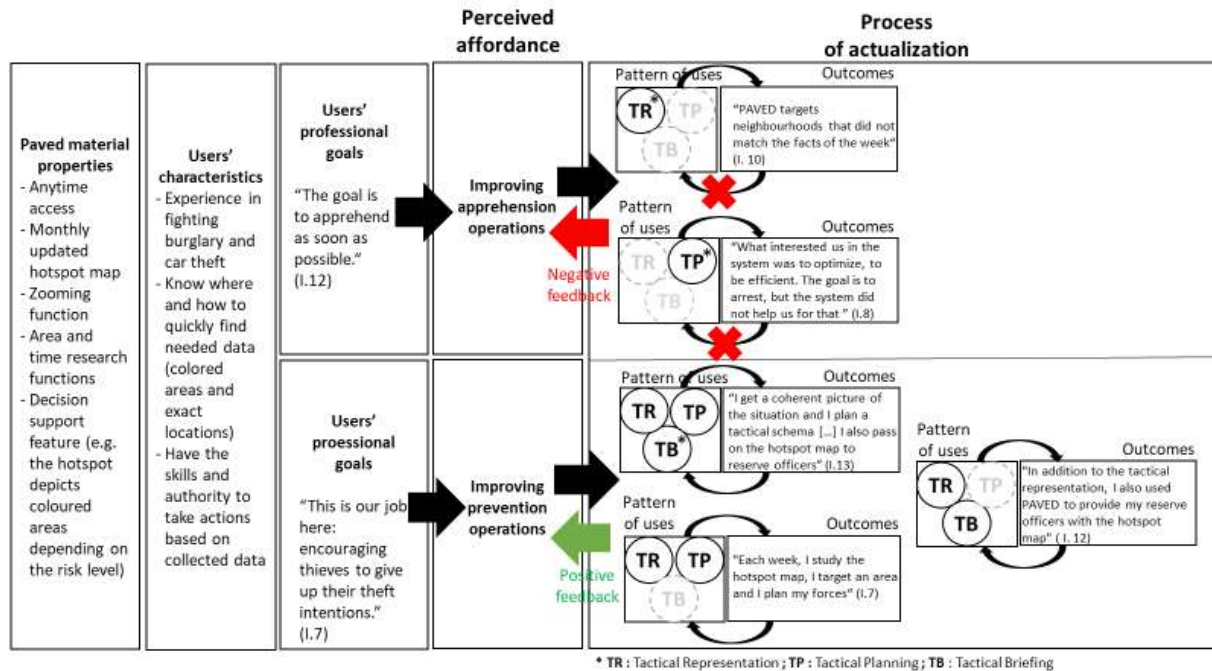 Perceived
affordance
Process
of actualization
Paved material
properties
- Anytime
access
- Monthly
updated
hotspot map
- Zooming
function
- Area and
time research
functions
- Decision
support
feature (e.g.
the hotspot
depicts
coloured
areas
depending on
the risk level)
Users'
characteristics
- Experience in
fighting
burglary and
car theft
- Know where
and how to
quickly find
needed data
(colored
areas and
exact
locations)
- Have the
skills and
authority to
take actions
based on
collected data
Users'
professional
goals
"The goal is
to apprehend
as soon as
possible."
(I.12)
Improving
apprehension
operations
Negative
feedback
Pattern of uses
TR*
TP
TB
Outcomes
"PAVED targets
neighbourhoods that did not
match the facts of the week"
(I. 10)
Pattern
of uses
TR
TP*
TB
Outcomes
"What interested us in the
system was to optimize, to
be efficient. The goal is to
arrest, but the system did
not help us for that " (I.8)
Users'
proessional
goals
"This is our job
here:
encouraging
thieves to give
up their theft
intentions."
(I.7)
Improving
prevention
operations
Positive
feedback
Pattern of uses
TR
TP
TB*
Outcomes
"I get a coherent picture of
the situation and I plan a
tactical schema [...] I also pass
on the hotspot map to
reserve officers" (I.13)
Pattern
of uses
TR
TP
TB
Outcomes
"Each week, I study the
hotspot map, I target an area
and I plan my forces" (I.7)
Pattern
of uses
TR
TP
TB
Outcomes
"In addition to the tactical
representation, I also used
PAVED to provide my reserve
officers with the hotspot
map" ( I. 12)
* TR : Tactical Representation ; TP : Tactical Planning ; TB : Tactical Briefing